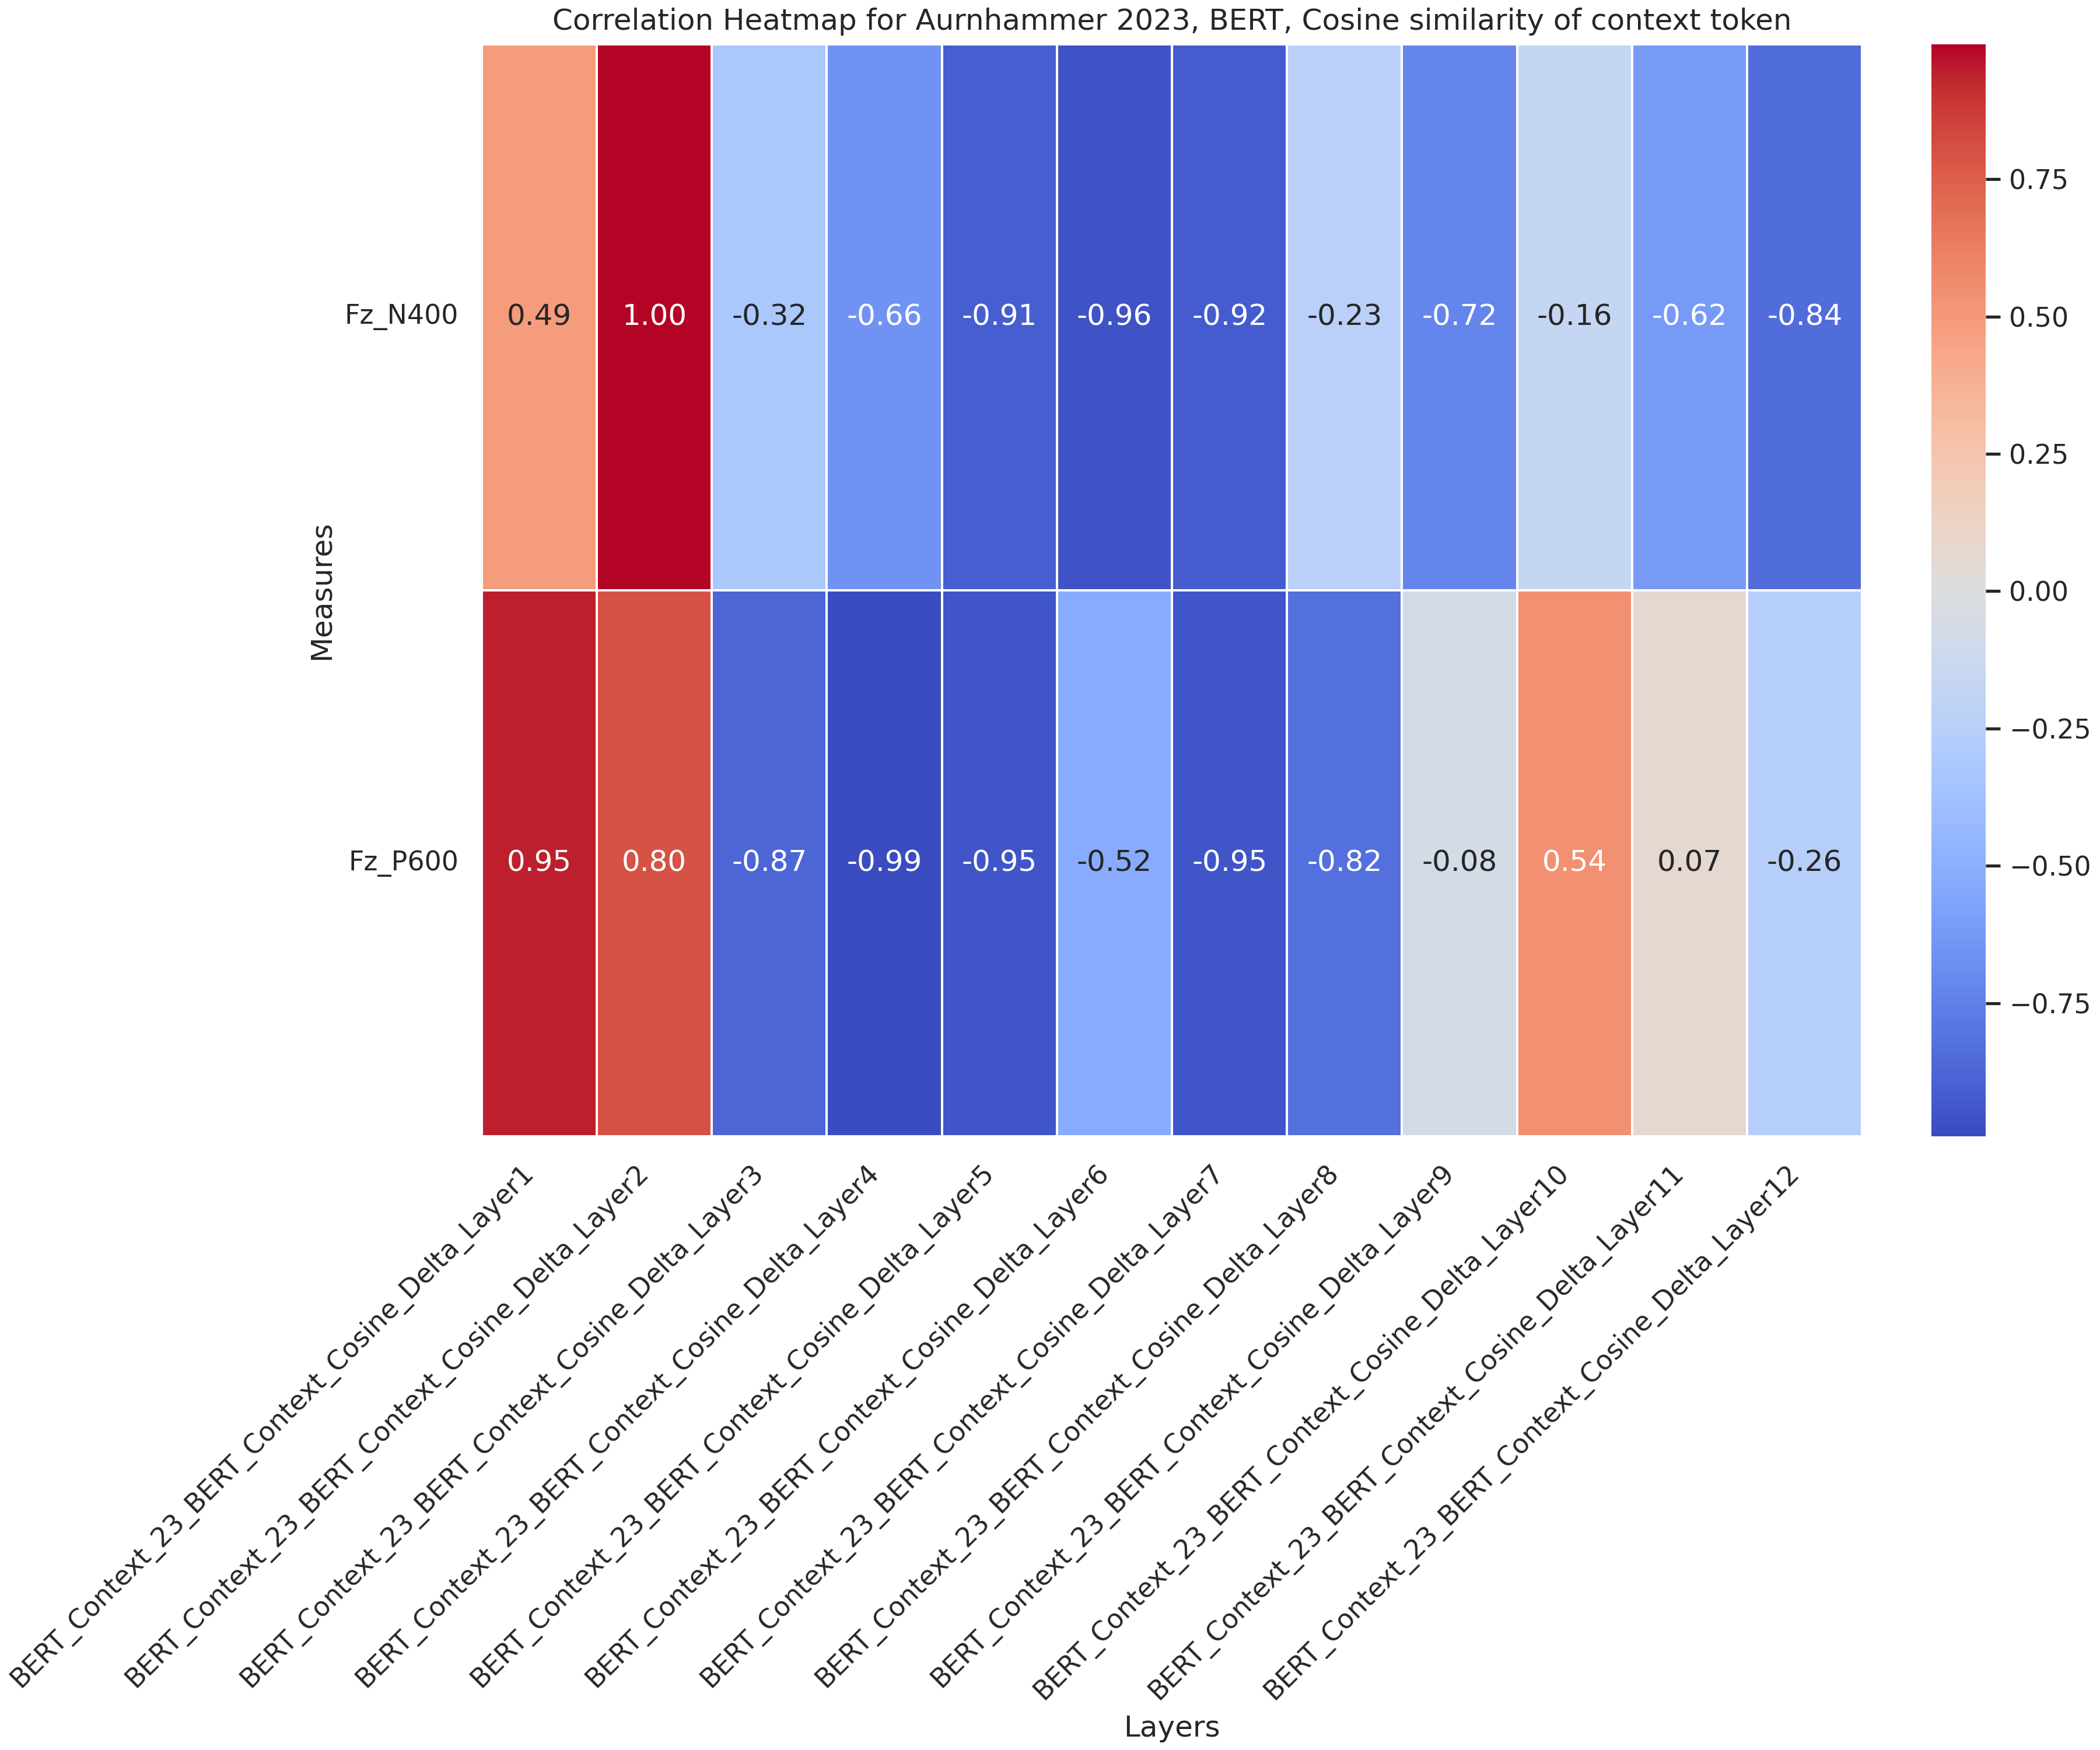 Correlation Heatmap for Aurnhammer 2023, BERT, Cosine similarity of context token
Measures
Fz_N400
0.49 1.00 -0.32 -0.66 -0.91 -0.96 -0.92 -0.23 -0.72 -0.16 -0.62 -0.84
Fz_P600
0.95 0.80 -0.87 -0.99 -0.95 -0.52 -0.95 -0.82 -0.08 0.54 0.07 -0.26
0.75
0.50
0.25
0.00
−0.25
−0.50
−0.75
BERT_Context_23_BERT_Context_Cosine_Delta_Layer1
BERT_Context_23_BERT_Context_Cosine_Delta_Layer2
BERT_Context_23_BERT_Context_Cosine_Delta_Layer3
BERT_Context_23_BERT_Context_Cosine_Delta_Layer4
BERT_Context_23_BERT_Context_Cosine_Delta_Layer5
BERT_Context_23_BERT_Context_Cosine_Delta_Layer6
BERT_Context_23_BERT_Context_Cosine_Delta_Layer7
BERT_Context_23_BERT_Context_Cosine_Delta_Layer8
BERT_Context_23_BERT_Context_Cosine_Delta_Layer9
BERT_Context_23_BERT_Context_Cosine_Delta_Layer10
BERT_Context_23_BERT_Context_Cosine_Delta_Layer11
BERT_Context_23_BERT_Context_Cosine_Delta_Layer12
Layers